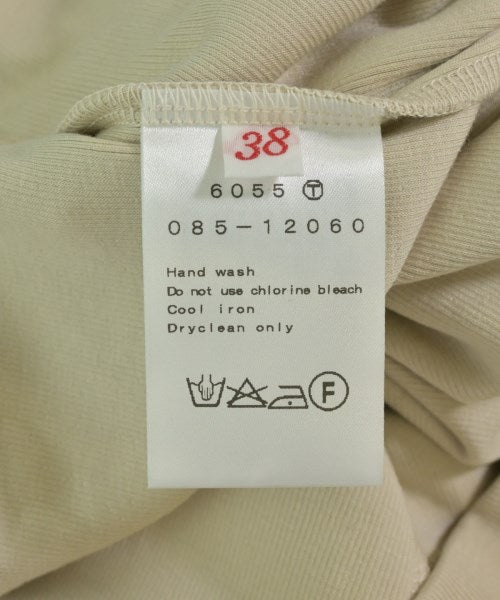 38
6055 Ⓣ
085-12060
Hand wash
Do not use chlorine bleach
Cool iron
Dryclean only
F